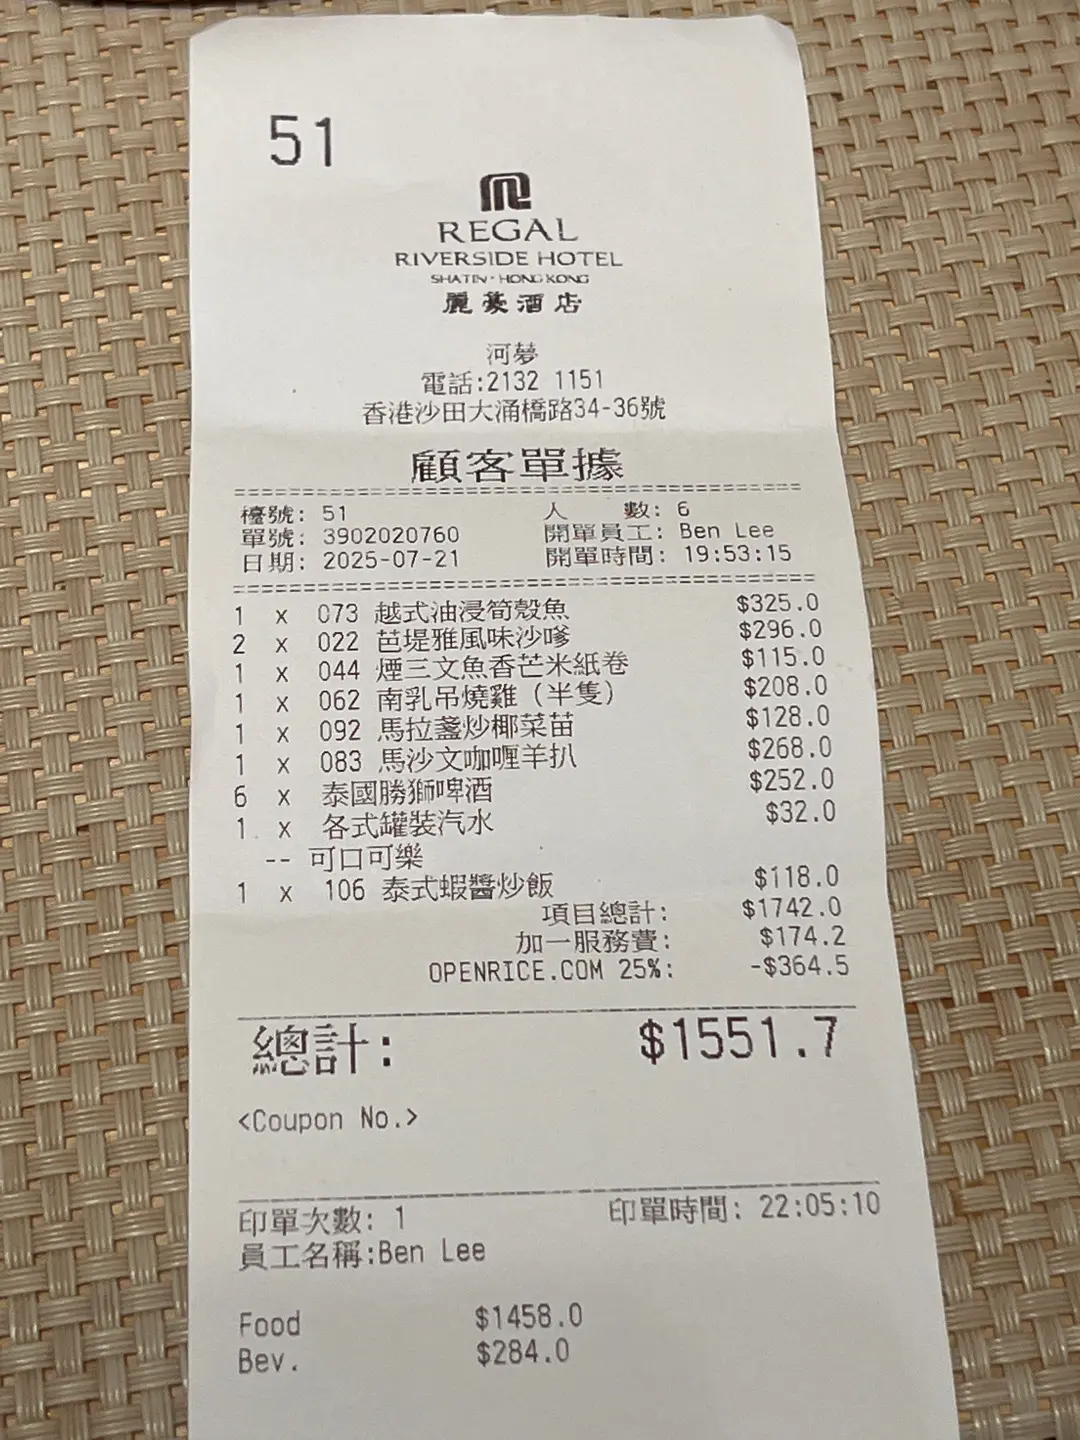 51
REGAL
RIVERSIDE HOTEL
SHATIN · HONG KONG
麗豪酒店
河夢
電話:2132 1151
香港沙田大涌橋路34-36號
顧客單據
檯號: 51 人 數: 6
單號: 3902020760 開單員工: Ben Lee
日期: 2025-07-21 開單時間: 19:53:15
1 x 073 越式油浸筍殼魚 $325.0
2 x 022 芭堤雅風味沙嗲 $296.0
1 x 044 煙三文魚香芒米紙卷 $115.0
1 x 062 南乳吊燒雞（半隻） $208.0
1 x 092 馬拉盞炒椰菜苗 $128.0
1 x 083 馬沙文咖喱羊扒 $268.0
6 x 泰國勝獅啤酒 $252.0
1 x 各式罐裝汽水 $32.0
-- 可口可樂
1 x 106 泰式蝦醬炒飯 $118.0
項目總計: $1742.0
加一服務費: $174.2
OPENRICE.COM 25%: -$364.5
總計: $1551.7
<Coupon No.>
印單次數: 1 印單時間: 22:05:10
員工名稱:Ben Lee
Food $1458.0
Bev. $284.0